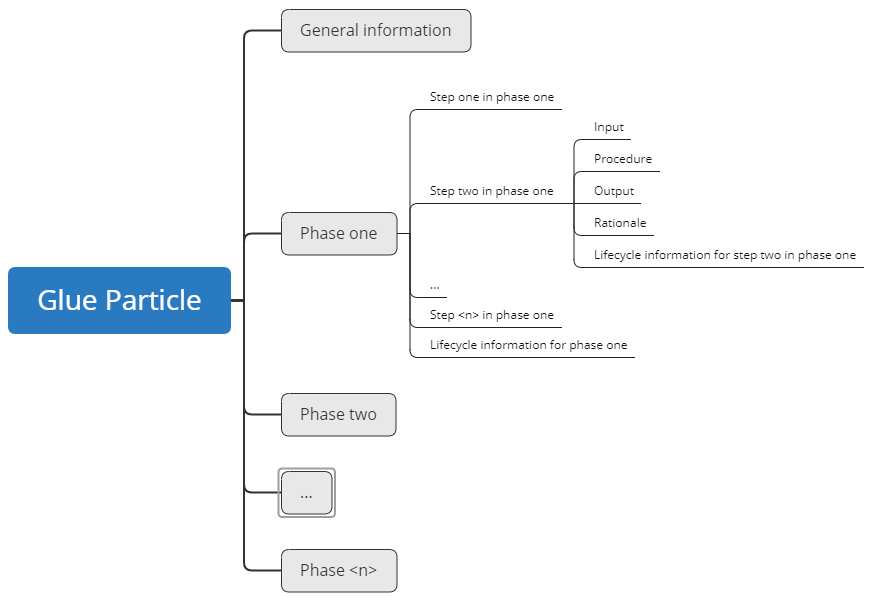 General information
Step one in phase one
Input
Procedure
Step two in phase one
Output
Rationale
Phase one
Lifecycle information for step two in phase one
...
Glue Particle
Step <n> in phase one
Lifecycle information for phase one
Phase two
...
Phase <n>